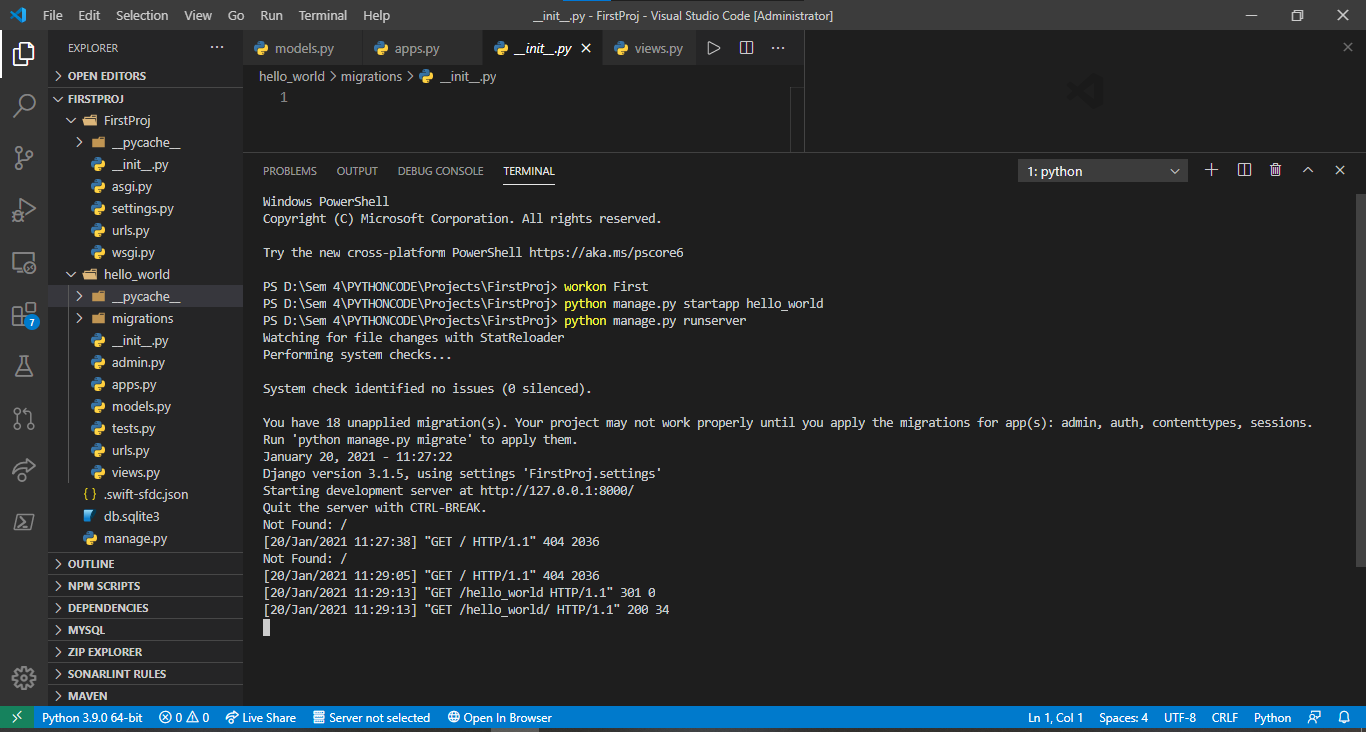 File Edit Selection View Go Run Terminal Help __init__.py - FirstProj - Visual Studio Code [Administrator]
EXPLORER
OPEN EDITORS
FIRSTPROJ
FirstProj
__pycache__
__init__.py
asgi.py
settings.py
urls.py
wsgi.py
hello_world
__pycache__
migrations
__init__.py
admin.py
apps.py
models.py
tests.py
urls.py
views.py
{ } .swift-sfdc.json
db.sqlite3
manage.py
OUTLINE
NPM SCRIPTS
DEPENDENCIES
MYSQL
ZIP EXPLORER
SONARLINT RULES
MAVEN
7
models.py apps.py __init__.py views.py
hello_world > migrations > __init__.py
1
PROBLEMS OUTPUT DEBUG CONSOLE TERMINAL 1: python
Windows PowerShell
Copyright (C) Microsoft Corporation. All rights reserved.
Try the new cross-platform PowerShell https://aka.ms/pscore6
PS D:\Sem 4\PYTHONCODE\Projects\FirstProj> workon First
PS D:\Sem 4\PYTHONCODE\Projects\FirstProj> python manage.py startapp hello_world
PS D:\Sem 4\PYTHONCODE\Projects\FirstProj> python manage.py runserver
Watching for file changes with StatReloader
Performing system checks...
System check identified no issues (0 silenced).
You have 18 unapplied migration(s). Your project may not work properly until you apply the migrations for app(s): admin, auth, contenttypes, sessions.
Run 'python manage.py migrate' to apply them.
January 20, 2021 - 11:27:22
Django version 3.1.5, using settings 'FirstProj.settings'
Starting development server at http://127.0.0.1:8000/
Quit the server with CTRL-BREAK.
Not Found: /
[20/Jan/2021 11:27:38] "GET / HTTP/1.1" 404 2036
Not Found: /
[20/Jan/2021 11:29:05] "GET / HTTP/1.1" 404 2036
[20/Jan/2021 11:29:13] "GET /hello_world HTTP/1.1" 301 0
[20/Jan/2021 11:29:13] "GET /hello_world/ HTTP/1.1" 200 34
Python 3.9.0 64-bit 0 0 Live Share Server not selected Open In Browser Ln 1, Col 1 Spaces: 4 UTF-8 CRLF Python